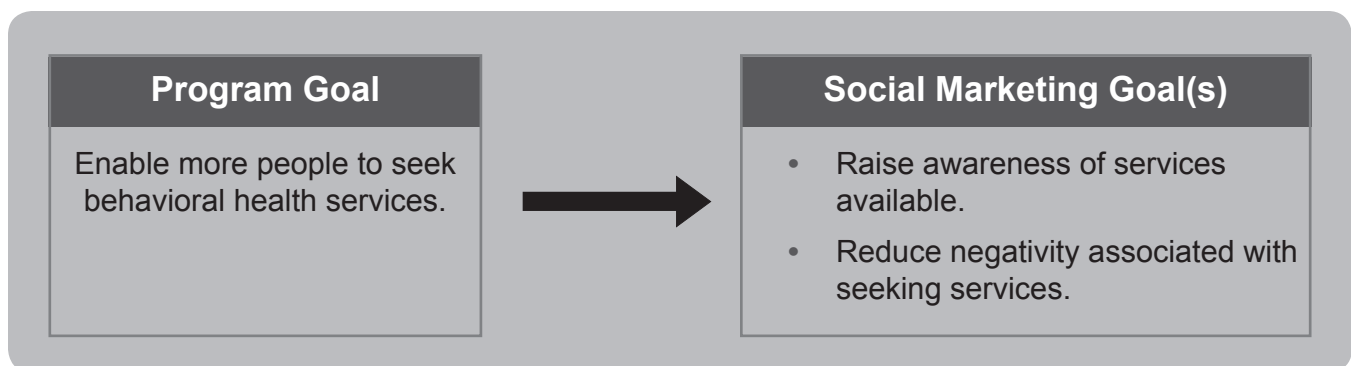 Program Goal
Enable more people to seek
behavioral health services.
Social Marketing Goal(s)
• Raise awareness of services
available.
• Reduce negativity associated with
seeking services.